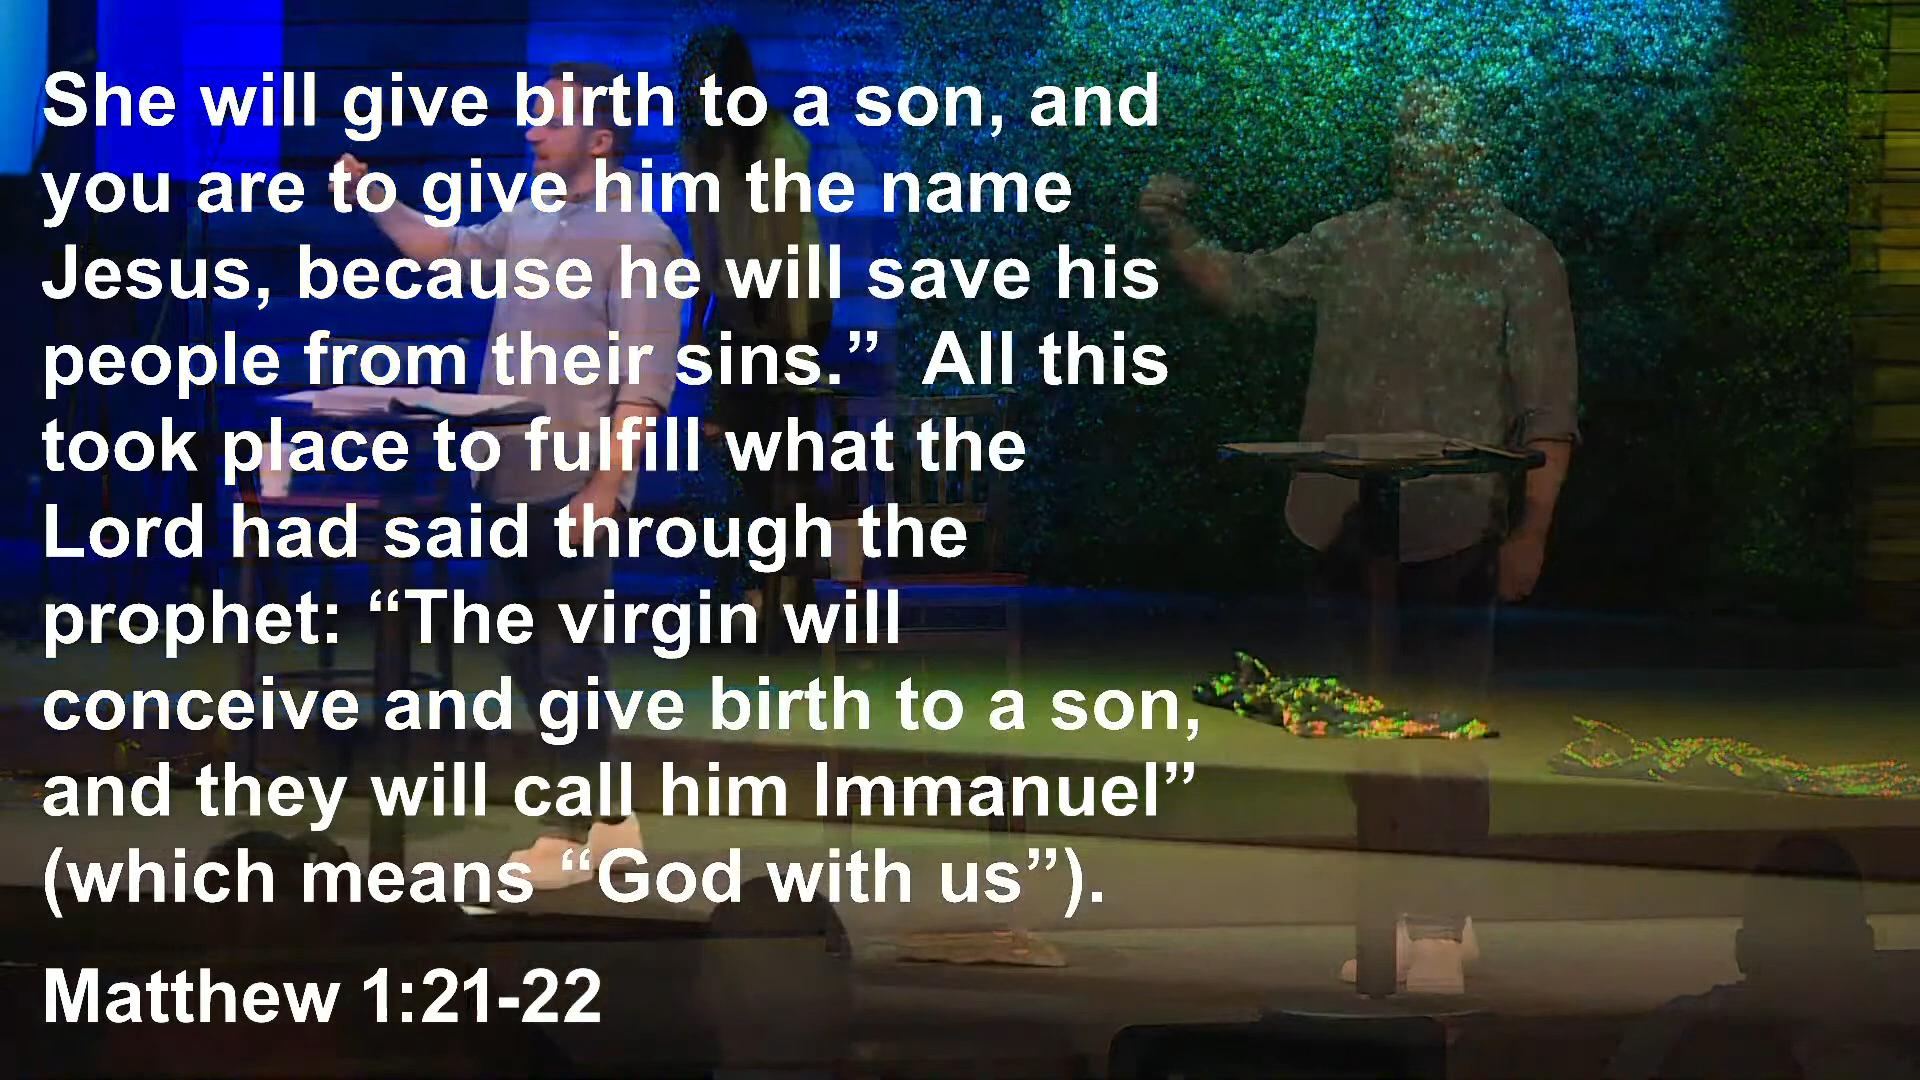 She will give birth to a son, and
you are to give him the name
Jesus, because he will save his
people from their sins.”  All this
took place to fulfill what the
Lord had said through the
prophet: “The virgin will
conceive and give birth to a son,
and they will call him Immanuel”
(which means “God with us”).
Matthew 1:21-22